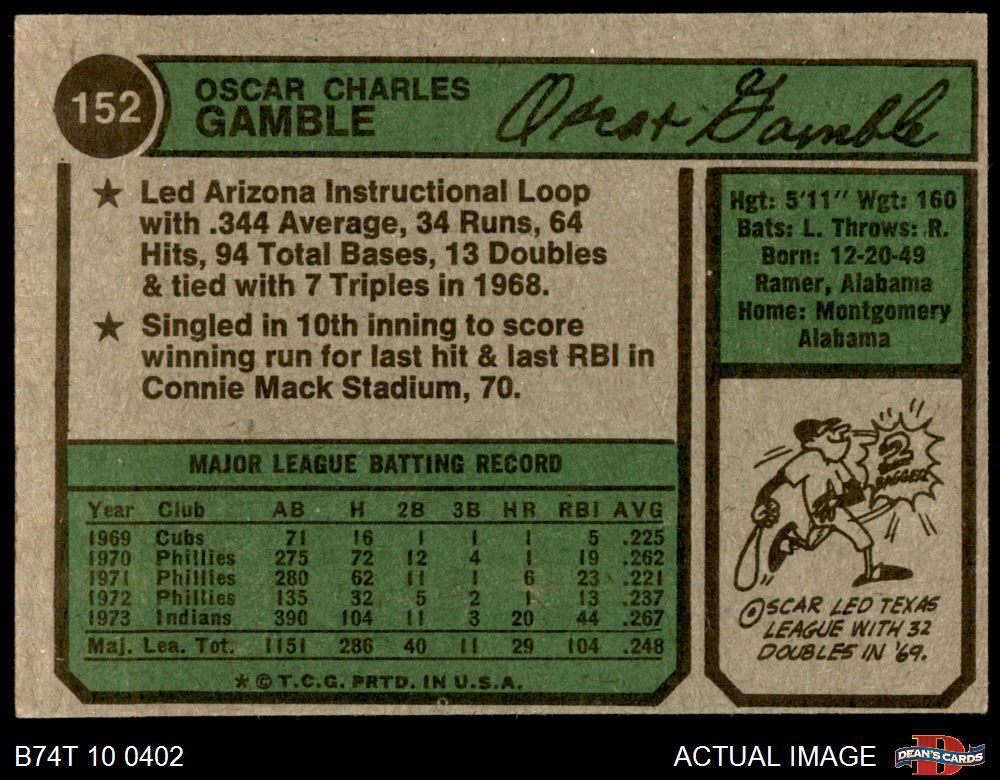 152
OSCAR CHARLES
GAMBLE
Oscar Gamble
★ Led Arizona Instructional Loop
with .344 Average, 34 Runs, 64
Hits, 94 Total Bases, 13 Doubles
& tied with 7 Triples in 1968.
★ Singled in 10th inning to score
winning run for last hit & last RBI in
Connie Mack Stadium, 70.
Hgt: 5'11" Wgt: 160
Bats: L. Throws: R.
Born: 12-20-49
Ramer, Alabama
Home: Montgomery
Alabama
2
BAGGER
OSCAR LED TEXAS
LEAGUE WITH 32
DOUBLES IN '69.
MAJOR LEAGUE BATTING RECORD
Year Club AB H 2B 3B HR RBI AVG
1969 Cubs 71 16 1 1 1 5 .225
1970 Phillies 275 72 12 4 1 19 .262
1971 Phillies 280 62 11 1 6 23 .221
1972 Phillies 135 32 5 2 1 13 .237
1973 Indians 390 104 11 3 20 44 .267
Maj. Lea. Tot. 1151 286 40 11 29 104 .248
★ © T.C.G. PRTD. IN U.S.A.
B74T 10 0402
ACTUAL IMAGE
D
DEAN'S CARDS